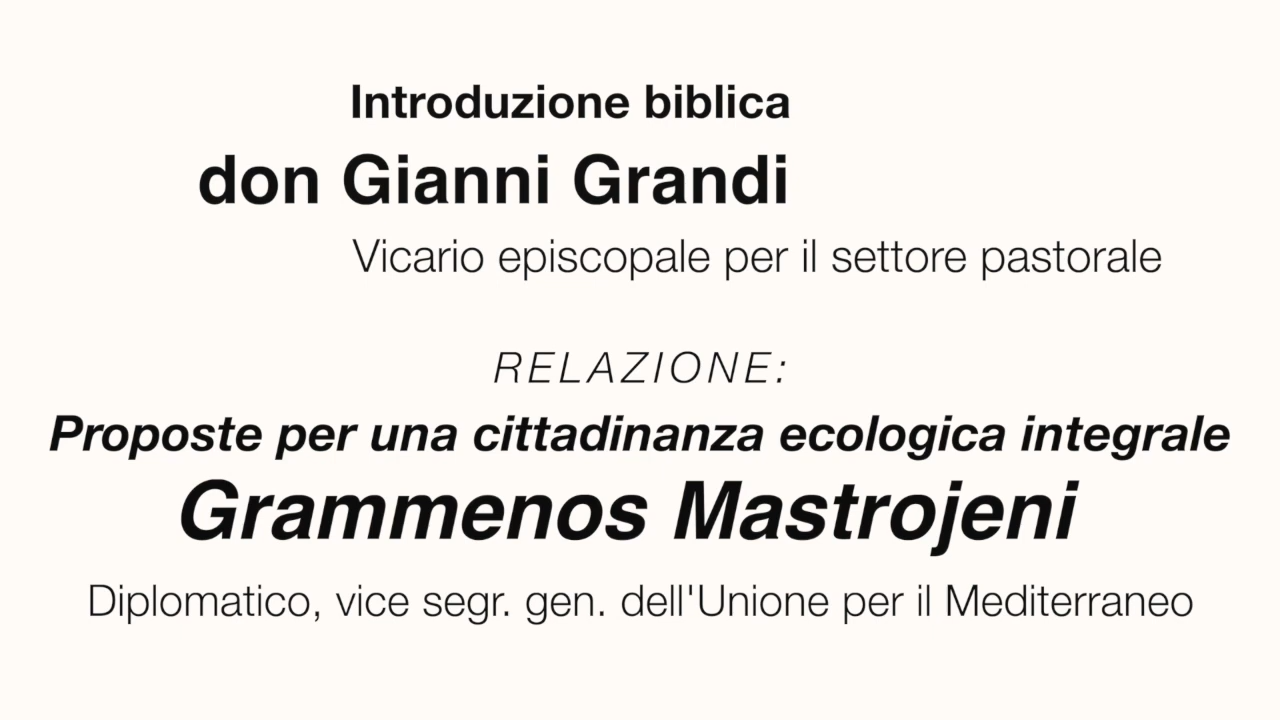 Introduzione biblica
don Gianni Grandi
Vicario episcopale per il settore pastorale
RELAZIONE:
Proposte per una cittadinanza ecologica integrale
Grammenos Mastrojeni
Diplomatico, vice segr. gen. dell'Unione per il Mediterraneo